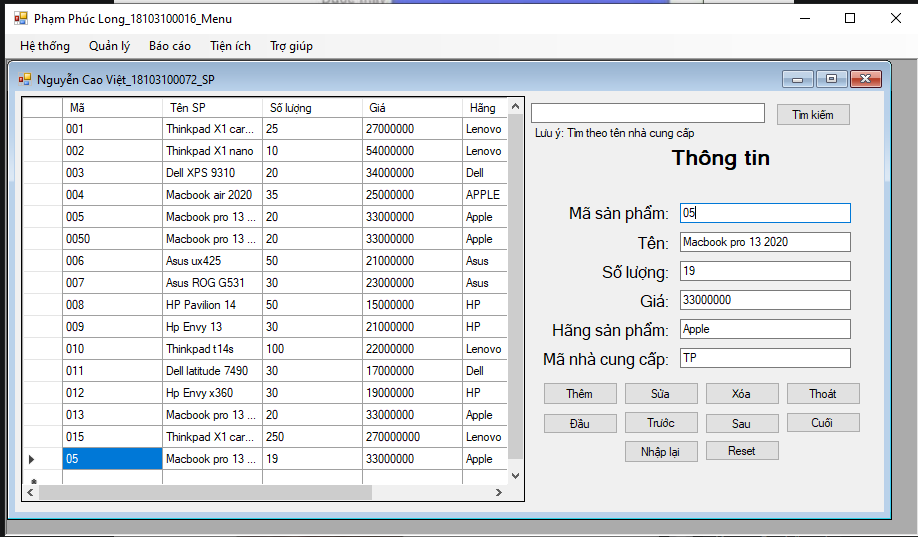 Phạm Phúc Long_18103100016_Menu
Hệ thống Quản lý Báo cáo Tiện ích Trợ giúp
Nguyễn Cao Việt_18103100072_SP
Mã Tên SP Số lượng Giá Hãng
001 Thinkpad X1 car... 25 27000000 Lenovo
002 Thinkpad X1 nano 10 54000000 Lenovo
003 Dell XPS 9310 20 34000000 Dell
004 Macbook air 2020 35 25000000 APPLE
005 Macbook pro 13 ... 20 33000000 Apple
0050 Macbook pro 13 ... 20 33000000 Apple
006 Asus ux425 50 21000000 Asus
007 Asus ROG G531 30 23000000 Asus
008 HP Pavilion 14 50 15000000 HP
009 Hp Envy 13 30 21000000 HP
010 Thinkpad t14s 100 22000000 Lenovo
011 Dell latitude 7490 30 17000000 Dell
012 Hp Envy x360 30 19000000 HP
013 Macbook pro 13 ... 20 33000000 Apple
015 Thinkpad X1 car... 250 270000000 Lenovo
05 Macbook pro 13 ... 19 33000000 Apple
Tìm kiếm
Lưu ý: Tìm theo tên nhà cung cấp
Thông tin
Mã sản phẩm: 05
Tên: Macbook pro 13 2020
Số lượng: 19
Giá: 33000000
Hãng sản phẩm: Apple
Mã nhà cung cấp: TP
Thêm Sửa Xóa Thoát
Đầu Trước Sau Cuối
Nhập lại Reset